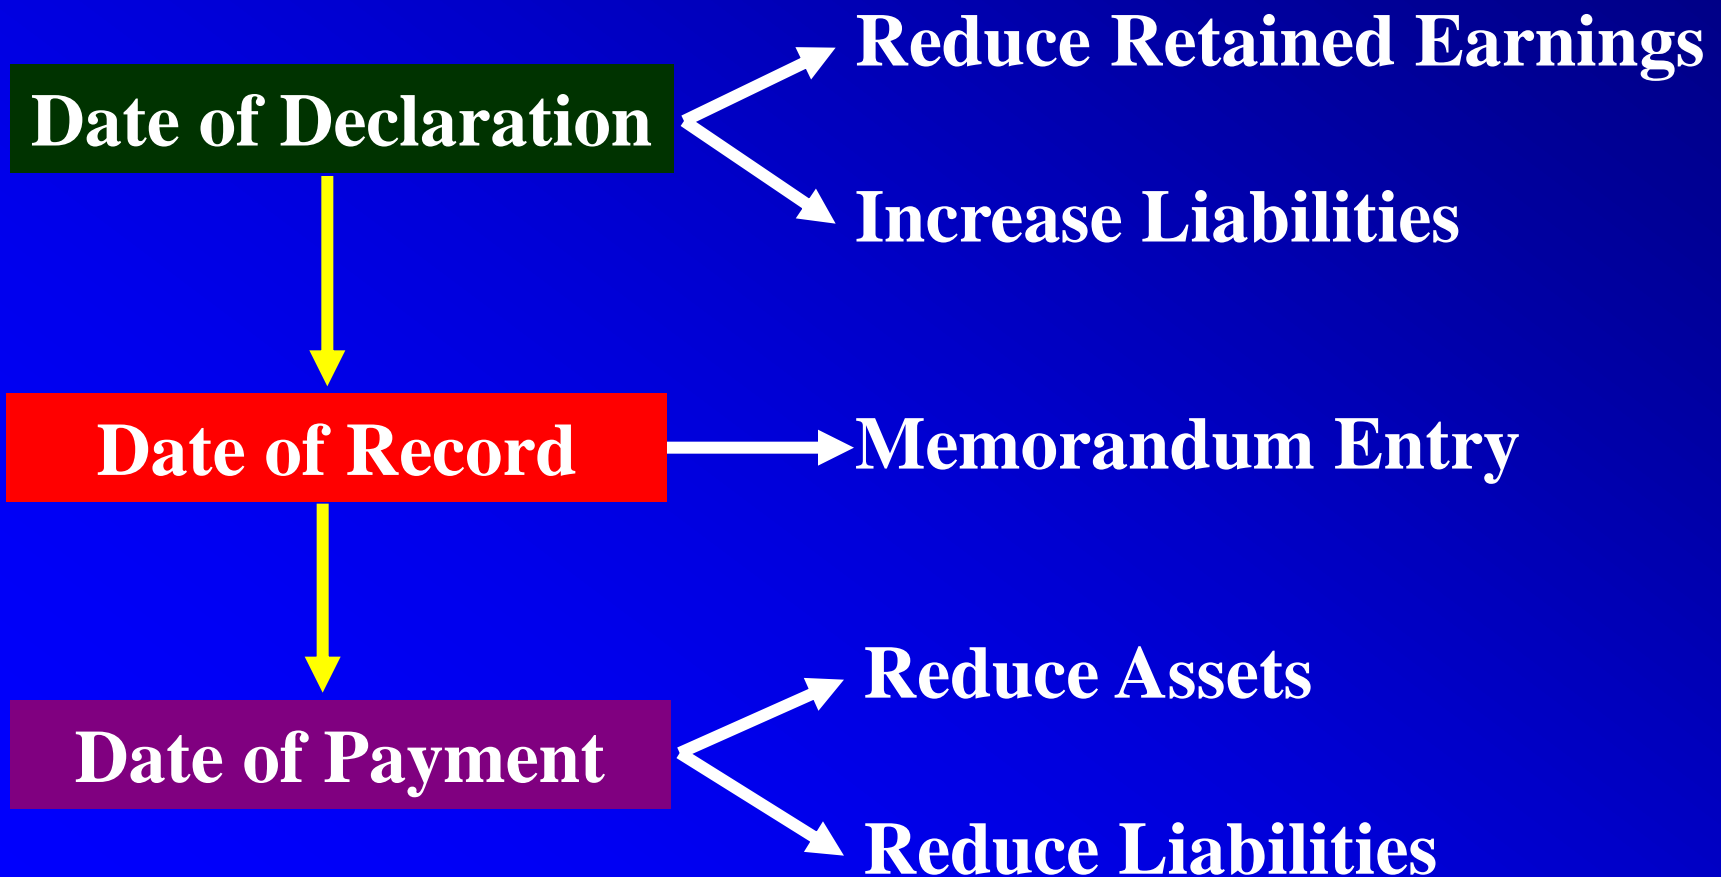 Reduce Retained Earnings
Date of Declaration
Increase Liabilities
Date of Record
Memorandum Entry
Reduce Assets
Date of Payment
Reduce Liabilities